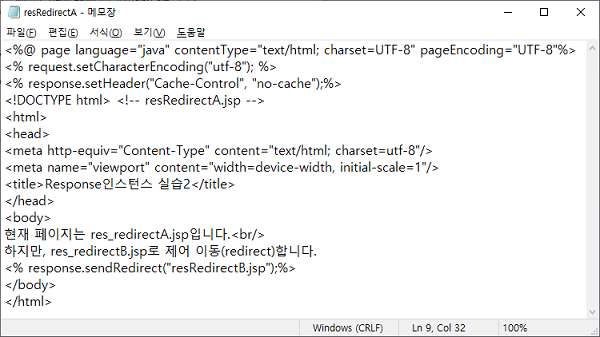 resRedirectA - 메모장
파일(F) 편집(E) 서식(O) 보기(V) 도움말
<%@ page language="java" contentType="text/html; charset=UTF-8" pageEncoding="UTF-8"%>
<% request.setCharacterEncoding("utf-8"); %>
<% response.setHeader("Cache-Control", "no-cache");%>
<!DOCTYPE html> <!-- resRedirectA.jsp -->
<html>
<head>
<meta http-equiv="Content-Type" content="text/html; charset=utf-8"/>
<meta name="viewport" content="width=device-width, initial-scale=1"/>
<title>Response인스턴스 실습2</title>
</head>
<body>
현재 페이지는 res_redirectA.jsp입니다.<br/>
하지만, res_redirectB.jsp로 제어 이동(redirect)합니다.
<% response.sendRedirect("resRedirectB.jsp");%>
</body>
</html>
Windows (CRLF) Ln 9, Col 32 100%